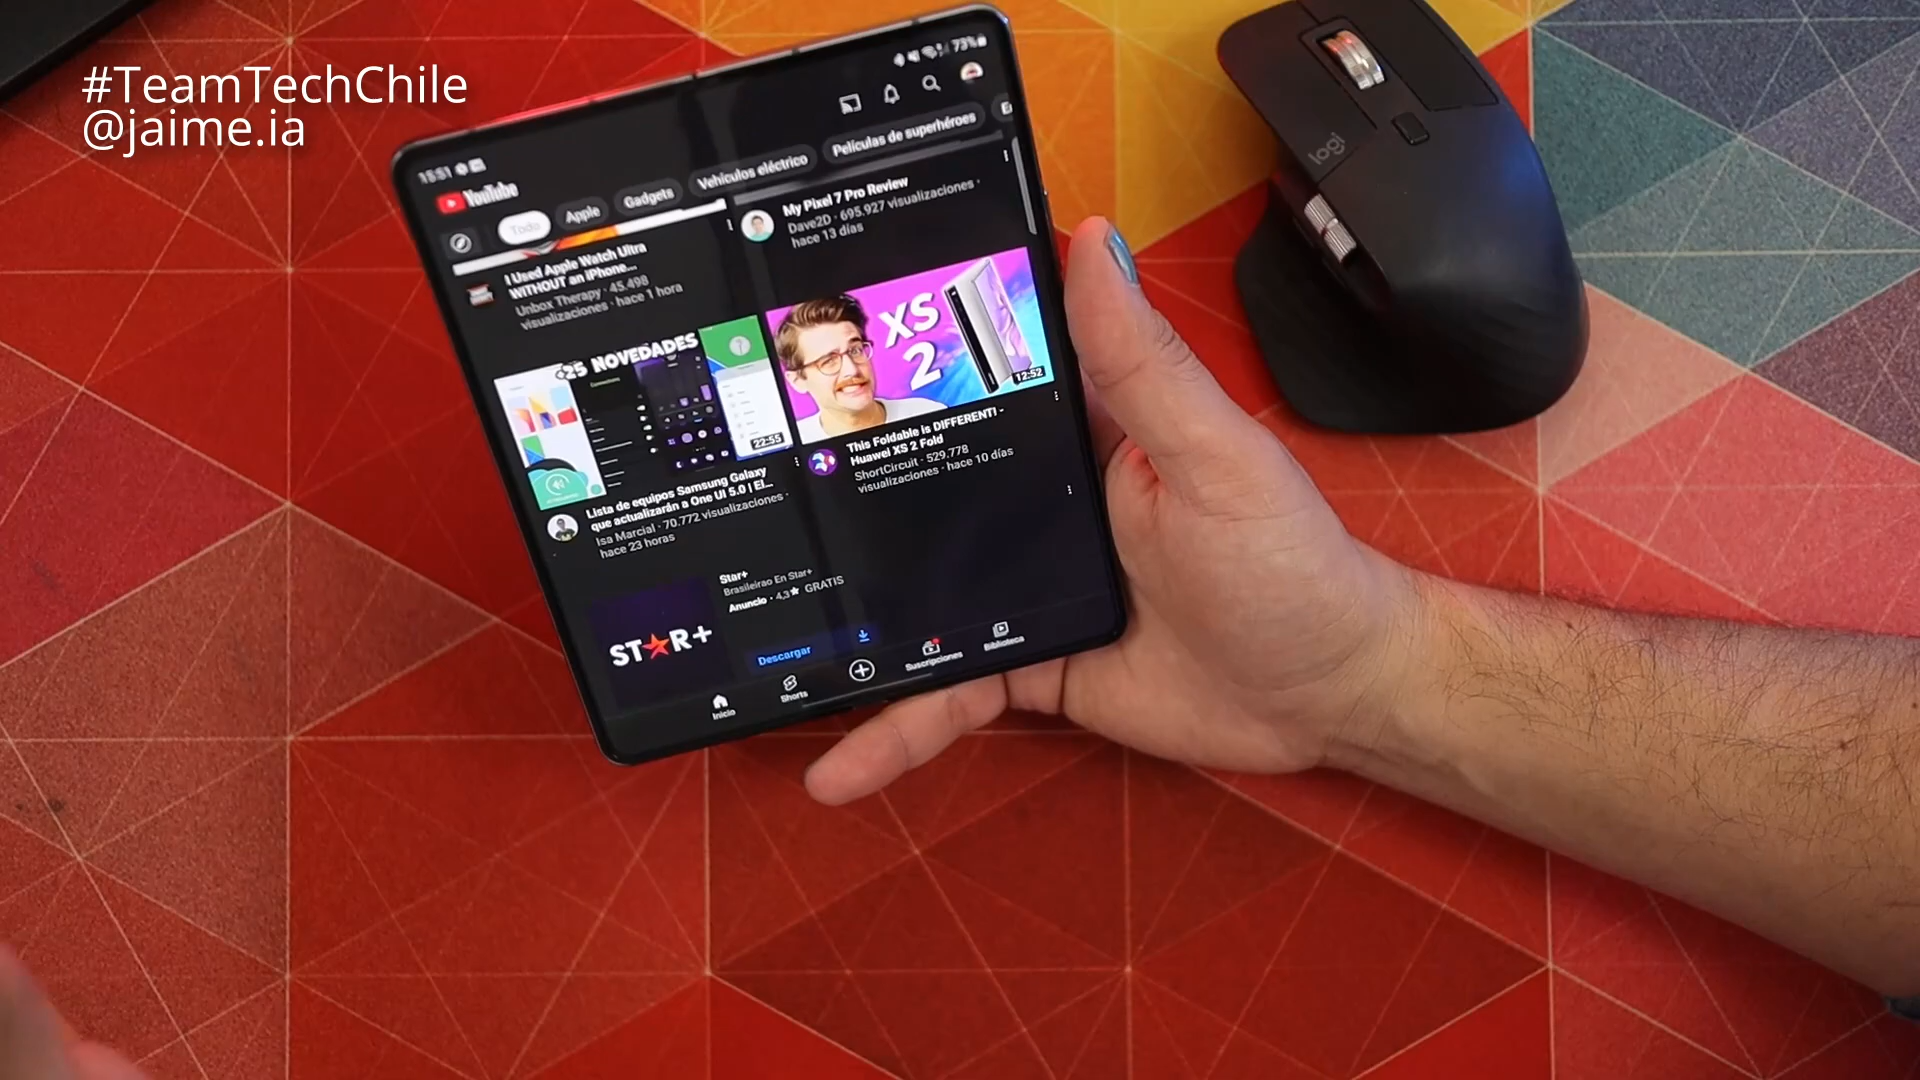 #TeamTechChile
@jaime.ia
15:51
73%
YouTube
Todo
Apple
Gadgets
Vehículos eléctrico
Películas de superhéroes
I Used Apple Watch Ultra
WITHOUT an iPhone...
Unbox Therapy · 45.498
visualizaciones · hace 1 hora
My Pixel 7 Pro Review
Dave2D · 695.927 visualizaciones ·
hace 13 días
+25 NOVEDADES
22:55
XS
2
12:52
Lista de equipos Samsung Galaxy
que actualizarán a One UI 5.0 | El...
Isa Marcial · 70.772 visualizaciones ·
hace 23 horas
This Foldable is DIFFERENT! -
Huawei XS 2 Fold
ShortCircuit · 529.778
visualizaciones · hace 10 días
STAR+
Star+
Brasileirao En Star+
Anuncio · 4,3★ GRATIS
Descargar
Inicio
Shorts
Suscripciones
Biblioteca
logi